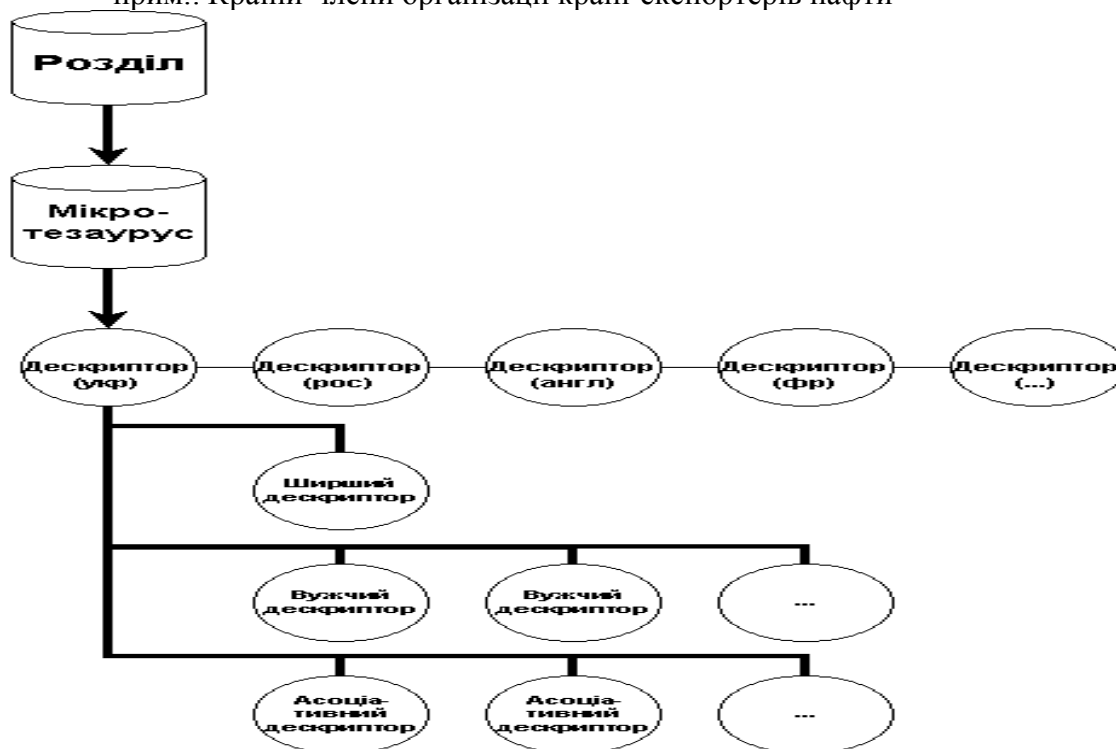 прим.: Країни-члени організації країн-експортерів нафти
Розділ
Мікро-
тезаурус
Дескриптор
(укр)
Дескриптор
(рос)
Дескриптор
(англ)
Дескриптор
(фр)
Дескриптор
(...)
Ширший
дескриптор
Вужчий
дескриптор
Вужчий
дескриптор
...
Асоціа-
тивний
дескриптор
Асоціа-
тивний
дескриптор
...